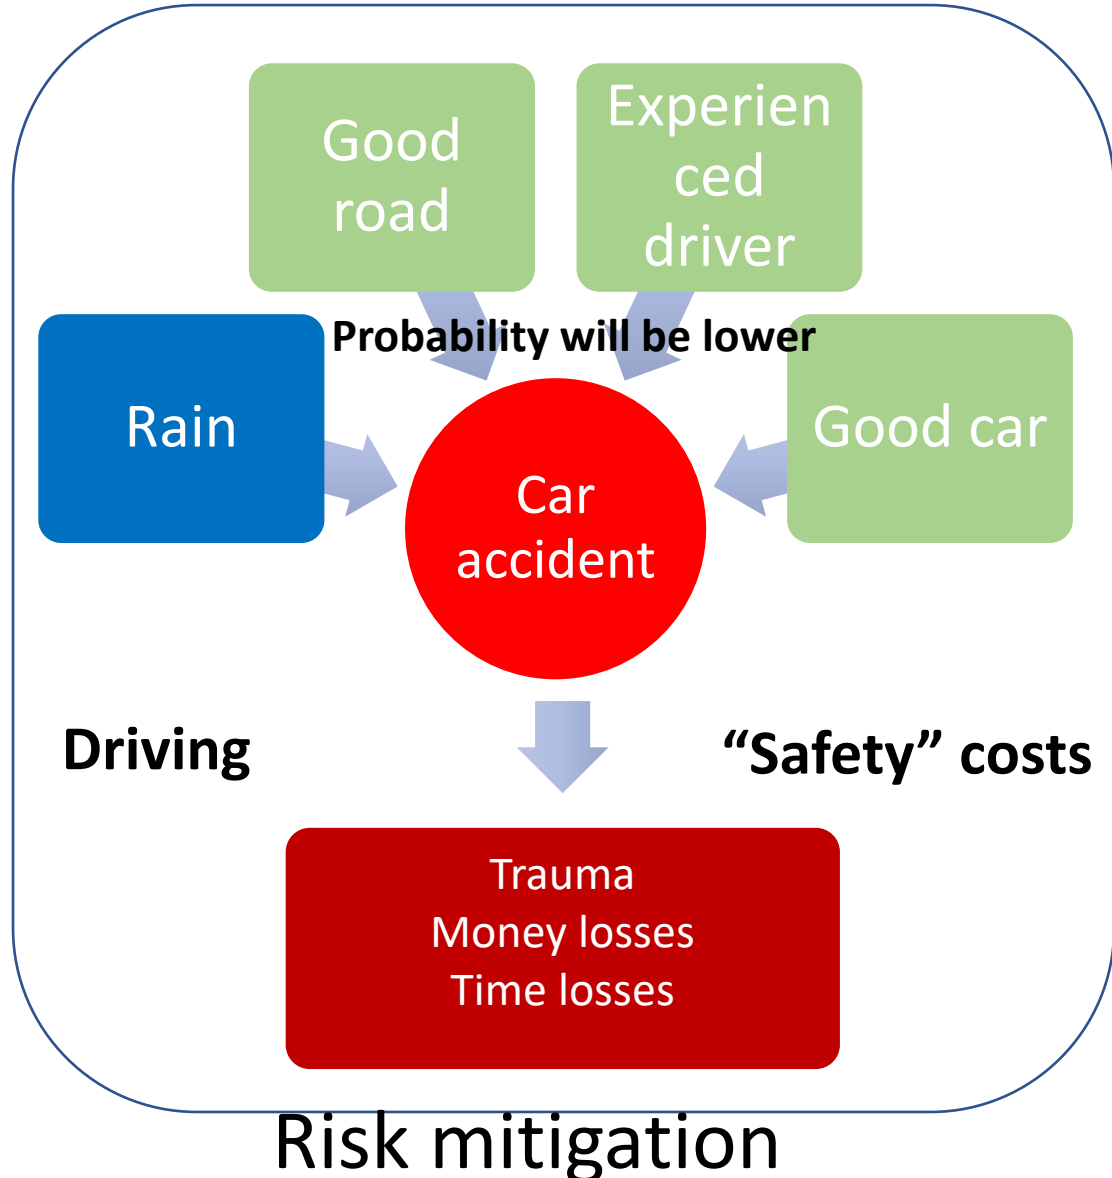 Good
road
Experien
ced
driver
Probability will be lower
Rain
Good car
Car
accident
Driving
“Safety” costs
Trauma
Money losses
Time losses
Risk mitigation